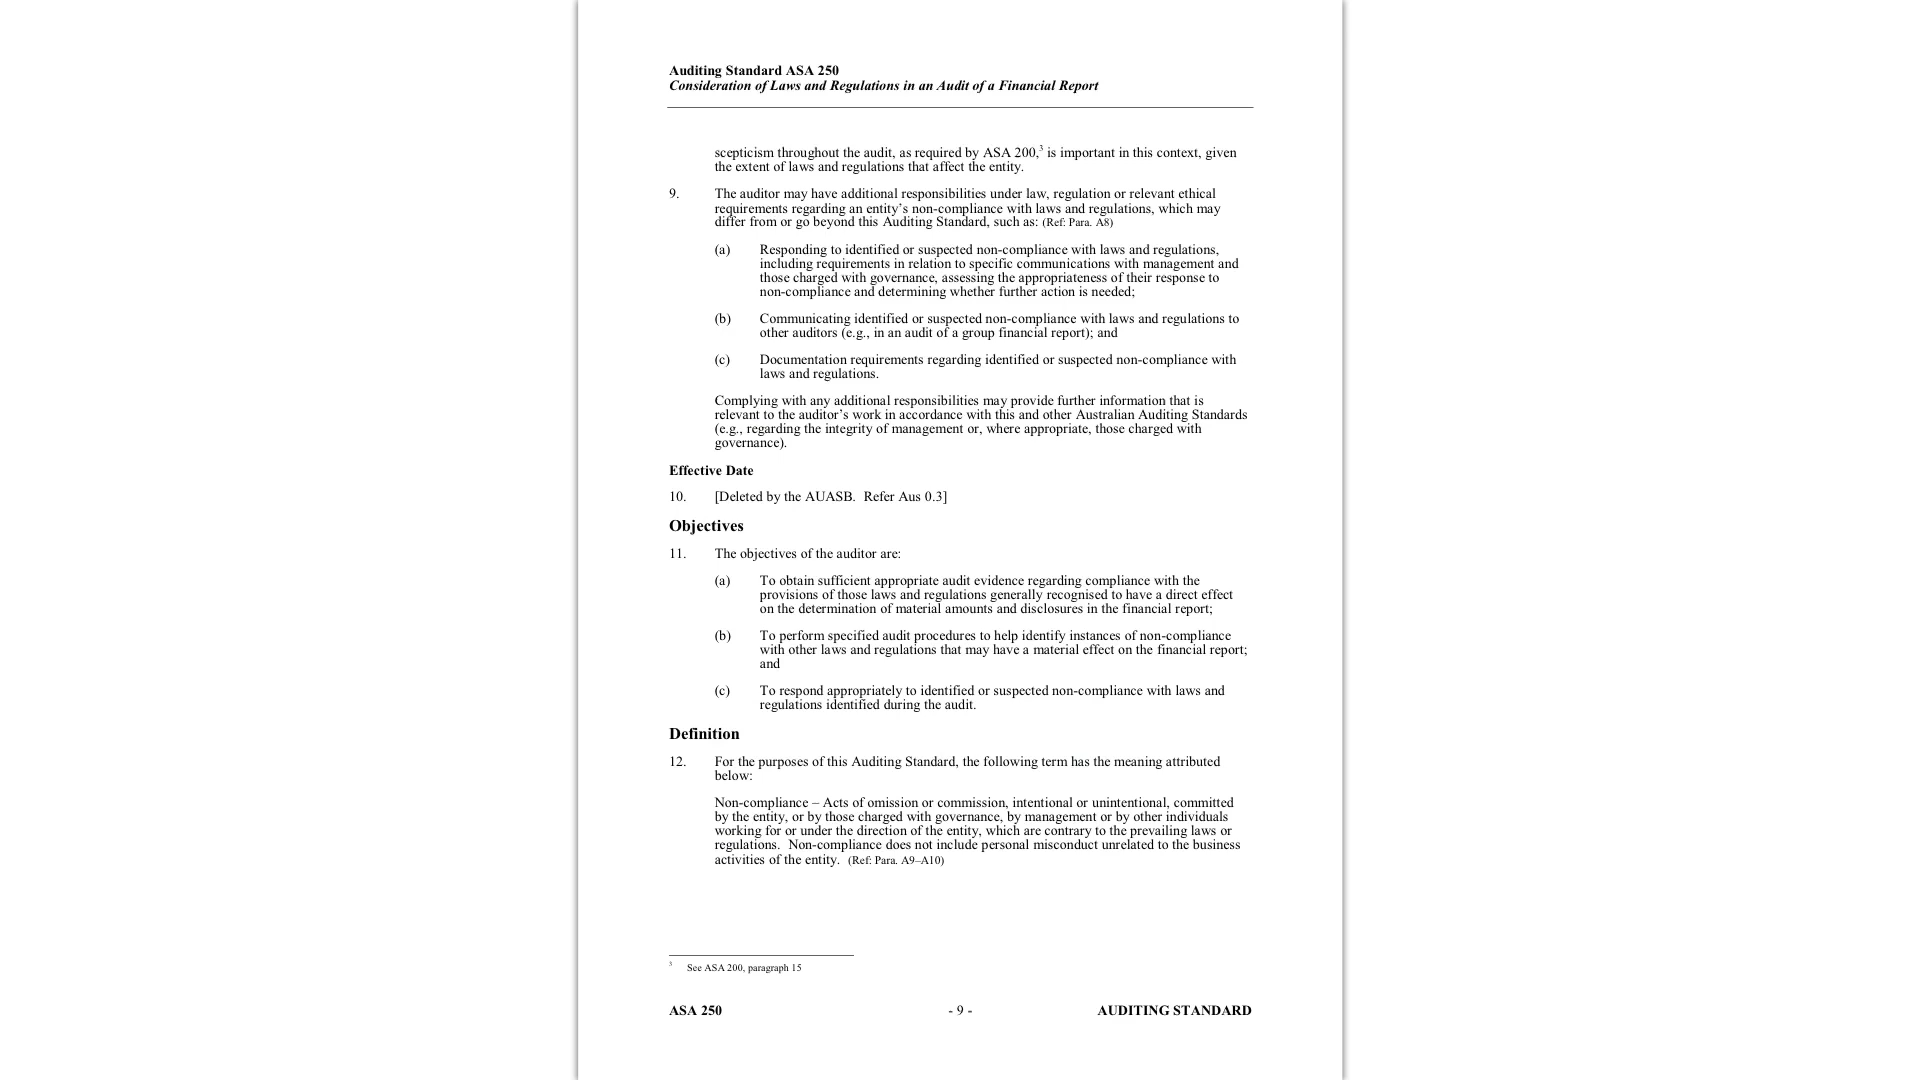 Auditing Standard ASA 250
Consideration of Laws and Regulations in an Audit of a Financial Report
scepticism throughout the audit, as required by ASA 200,3 is important in this context, given
the extent of laws and regulations that affect the entity.
9. The auditor may have additional responsibilities under law, regulation or relevant ethical
requirements regarding an entity’s non-compliance with laws and regulations, which may
differ from or go beyond this Auditing Standard, such as: (Ref: Para. A8)
(a) Responding to identified or suspected non-compliance with laws and regulations,
including requirements in relation to specific communications with management and
those charged with governance, assessing the appropriateness of their response to
non-compliance and determining whether further action is needed;
(b) Communicating identified or suspected non-compliance with laws and regulations to
other auditors (e.g., in an audit of a group financial report); and
(c) Documentation requirements regarding identified or suspected non-compliance with
laws and regulations.
Complying with any additional responsibilities may provide further information that is
relevant to the auditor’s work in accordance with this and other Australian Auditing Standards
(e.g., regarding the integrity of management or, where appropriate, those charged with
governance).
Effective Date
10. [Deleted by the AUASB.  Refer Aus 0.3]
Objectives
11. The objectives of the auditor are:
(a) To obtain sufficient appropriate audit evidence regarding compliance with the
provisions of those laws and regulations generally recognised to have a direct effect
on the determination of material amounts and disclosures in the financial report;
(b) To perform specified audit procedures to help identify instances of non-compliance
with other laws and regulations that may have a material effect on the financial report;
and
(c) To respond appropriately to identified or suspected non-compliance with laws and
regulations identified during the audit.
Definition
12. For the purposes of this Auditing Standard, the following term has the meaning attributed
below:
Non-compliance – Acts of omission or commission, intentional or unintentional, committed
by the entity, or by those charged with governance, by management or by other individuals
working for or under the direction of the entity, which are contrary to the prevailing laws or
regulations.  Non-compliance does not include personal misconduct unrelated to the business
activities of the entity.  (Ref: Para. A9–A10)
3 See ASA 200, paragraph 15
ASA 250 - 9 - AUDITING STANDARD